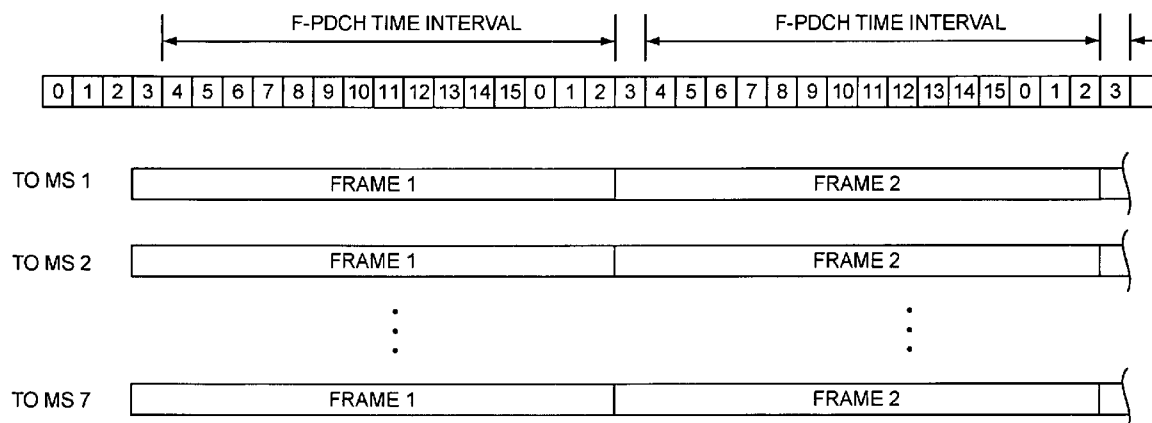 F-PDCH TIME INTERVAL F-PDCH TIME INTERVAL
0 1 2 3 4 5 6 7 8 9 10 11 12 13 14 15 0 1 2 3 4 5 6 7 8 9 10 11 12 13 14 15 0 1 2 3
TO MS 1 FRAME 1 FRAME 2
TO MS 2 FRAME 1 FRAME 2
TO MS 7 FRAME 1 FRAME 2